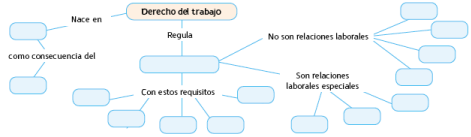 Derecho del trabajo
Nace en
Regula
No son relaciones laborales
como consecuencia del
Son relaciones
laborales especiales
Con estos requisitos